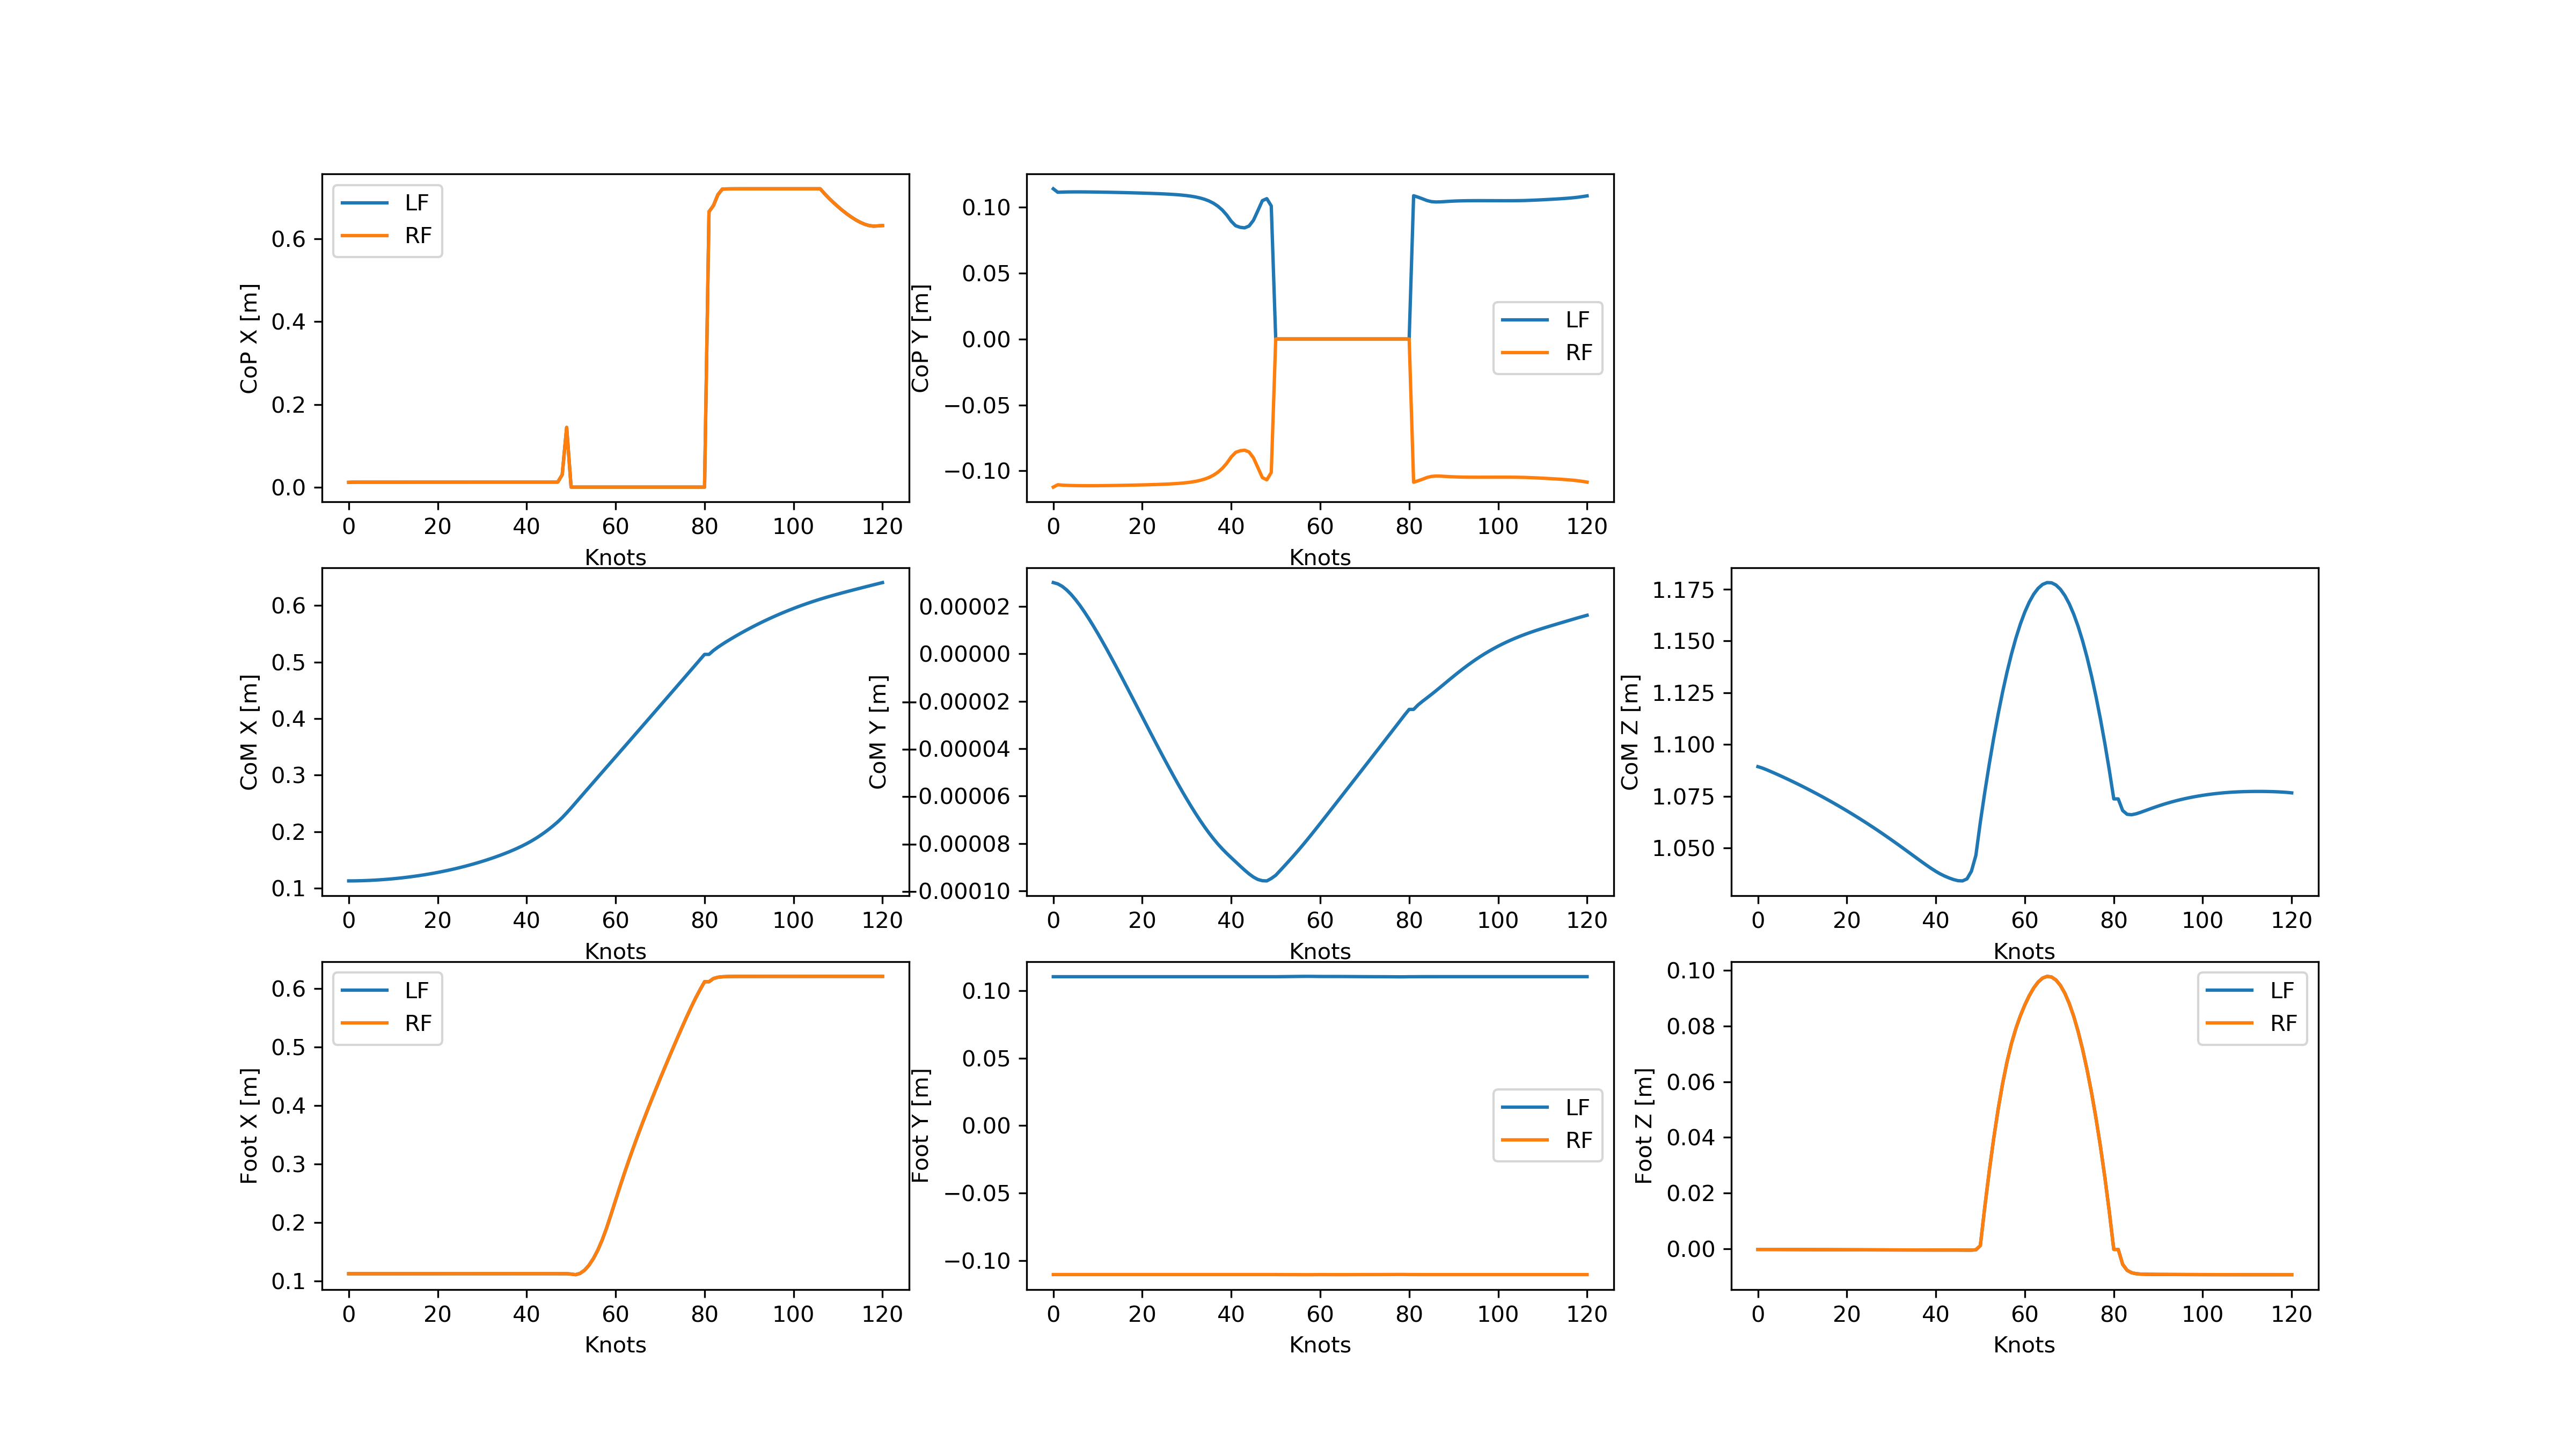 CoP X [m]
0.6
0.4
0.2
0.0
LF
RF
0 20 40 60 80 100 120
Knots
CoP Y [m]
0.10
0.05
0.00
−0.05
−0.10
LF
RF
0 20 40 60 80 100 120
Knots
CoM X [m]
0.6
0.5
0.4
0.3
0.2
0.1
0 20 40 60 80 100 120
Knots
CoM Y [m]
0.00002
0.00000
−0.00002
−0.00004
−0.00006
−0.00008
−0.00010
0 20 40 60 80 100 120
Knots
CoM Z [m]
1.175
1.150
1.125
1.100
1.075
1.050
0 20 40 60 80 100 120
Knots
Foot X [m]
0.6
0.5
0.4
0.3
0.2
0.1
LF
RF
0 20 40 60 80 100 120
Knots
Foot Y [m]
0.10
0.05
0.00
−0.05
−0.10
LF
RF
0 20 40 60 80 100 120
Knots
Foot Z [m]
0.10
0.08
0.06
0.04
0.02
0.00
LF
RF
0 20 40 60 80 100 120
Knots